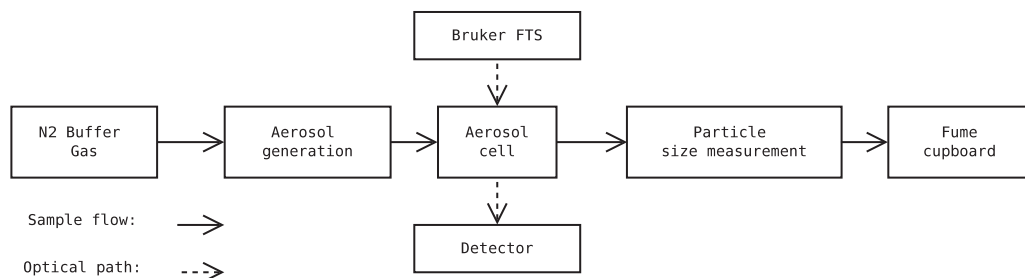 Bruker FTS
N2 Buffer
Gas
Aerosol
generation
Aerosol
cell
Particle
size measurement
Fume
cupboard
Sample flow:
Detector
Optical path: